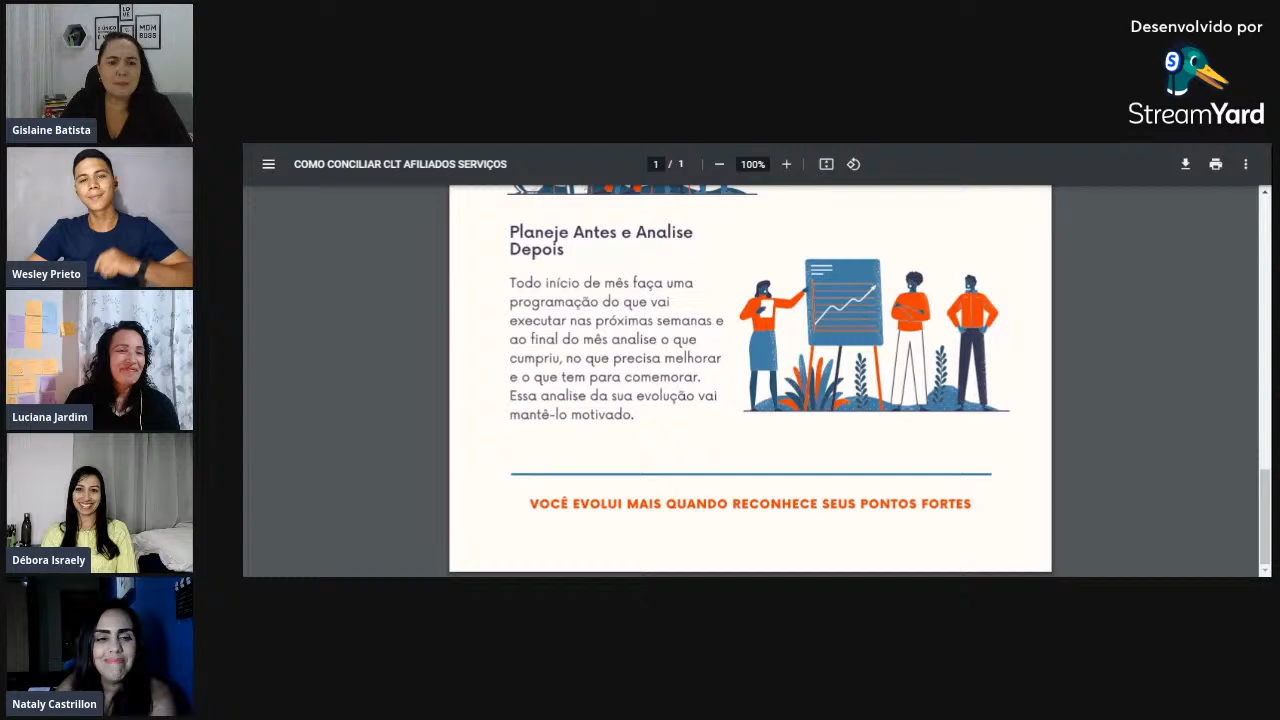 LOVE
MOM
BOSS
Gislaine Batista
Wesley Prieto
Luciana Jardim
Débora Israely
Nataly Castrillon
Desenvolvido por
S
StreamYard
COMO CONCILIAR CLT AFILIADOS SERVIÇOS
1 / 1
100%
Planeje Antes e Analise
Depois
Todo início de mês faça uma
programação do que vai
executar nas próximas semanas e
ao final do mês analise o que
cumpriu, no que precisa melhorar
e o que tem para comemorar.
Essa analise da sua evolução vai
mantê-lo motivado.
VOCÊ EVOLUI MAIS QUANDO RECONHECE SEUS PONTOS FORTES